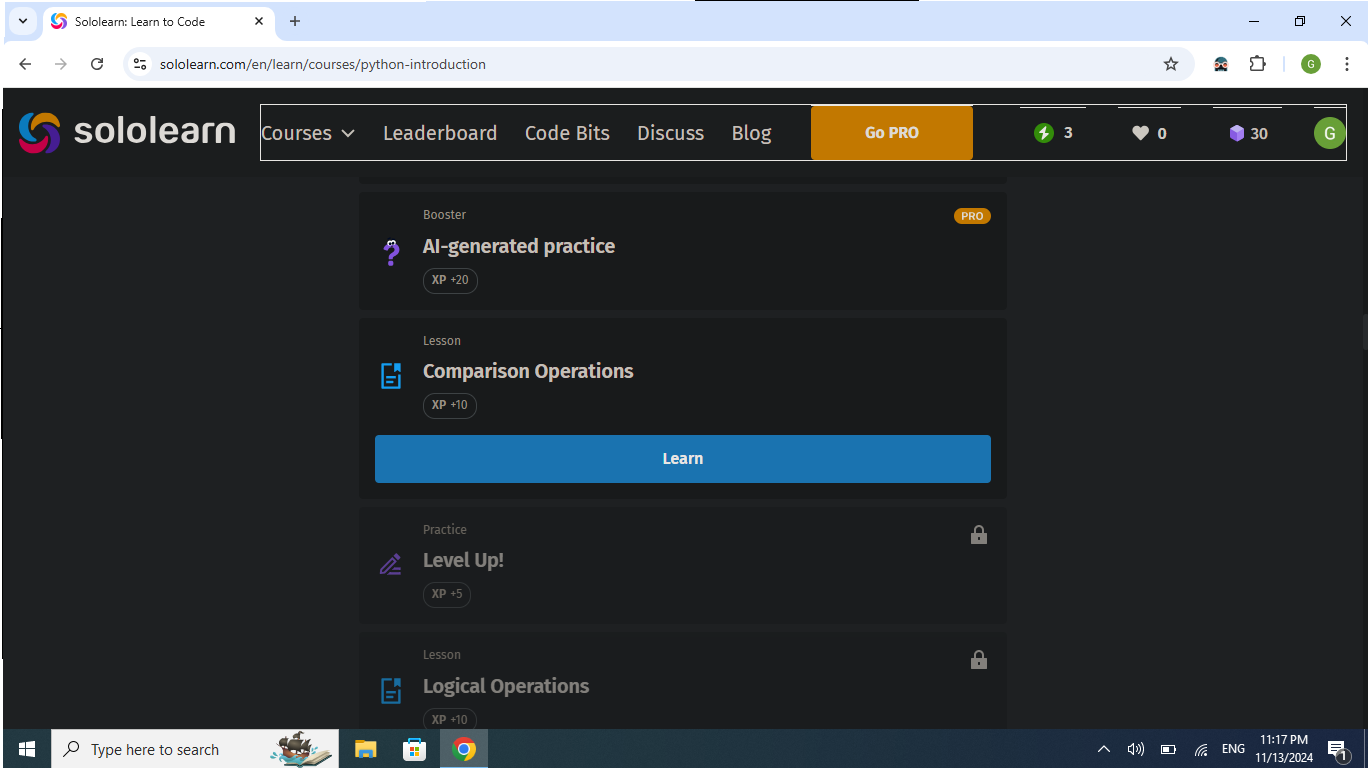 Sololearn: Learn to Code
sololearn.com/en/learn/courses/python-introduction
G
sololearn
Courses
Leaderboard
Code Bits
Discuss
Blog
Go PRO
3
0
30
G
Booster
PRO
AI-generated practice
XP +20
Lesson
Comparison Operations
XP +10
Learn
Practice
Level Up!
XP +5
Lesson
Logical Operations
XP +10
Type here to search
ENG
11:17 PM
11/13/2024
1